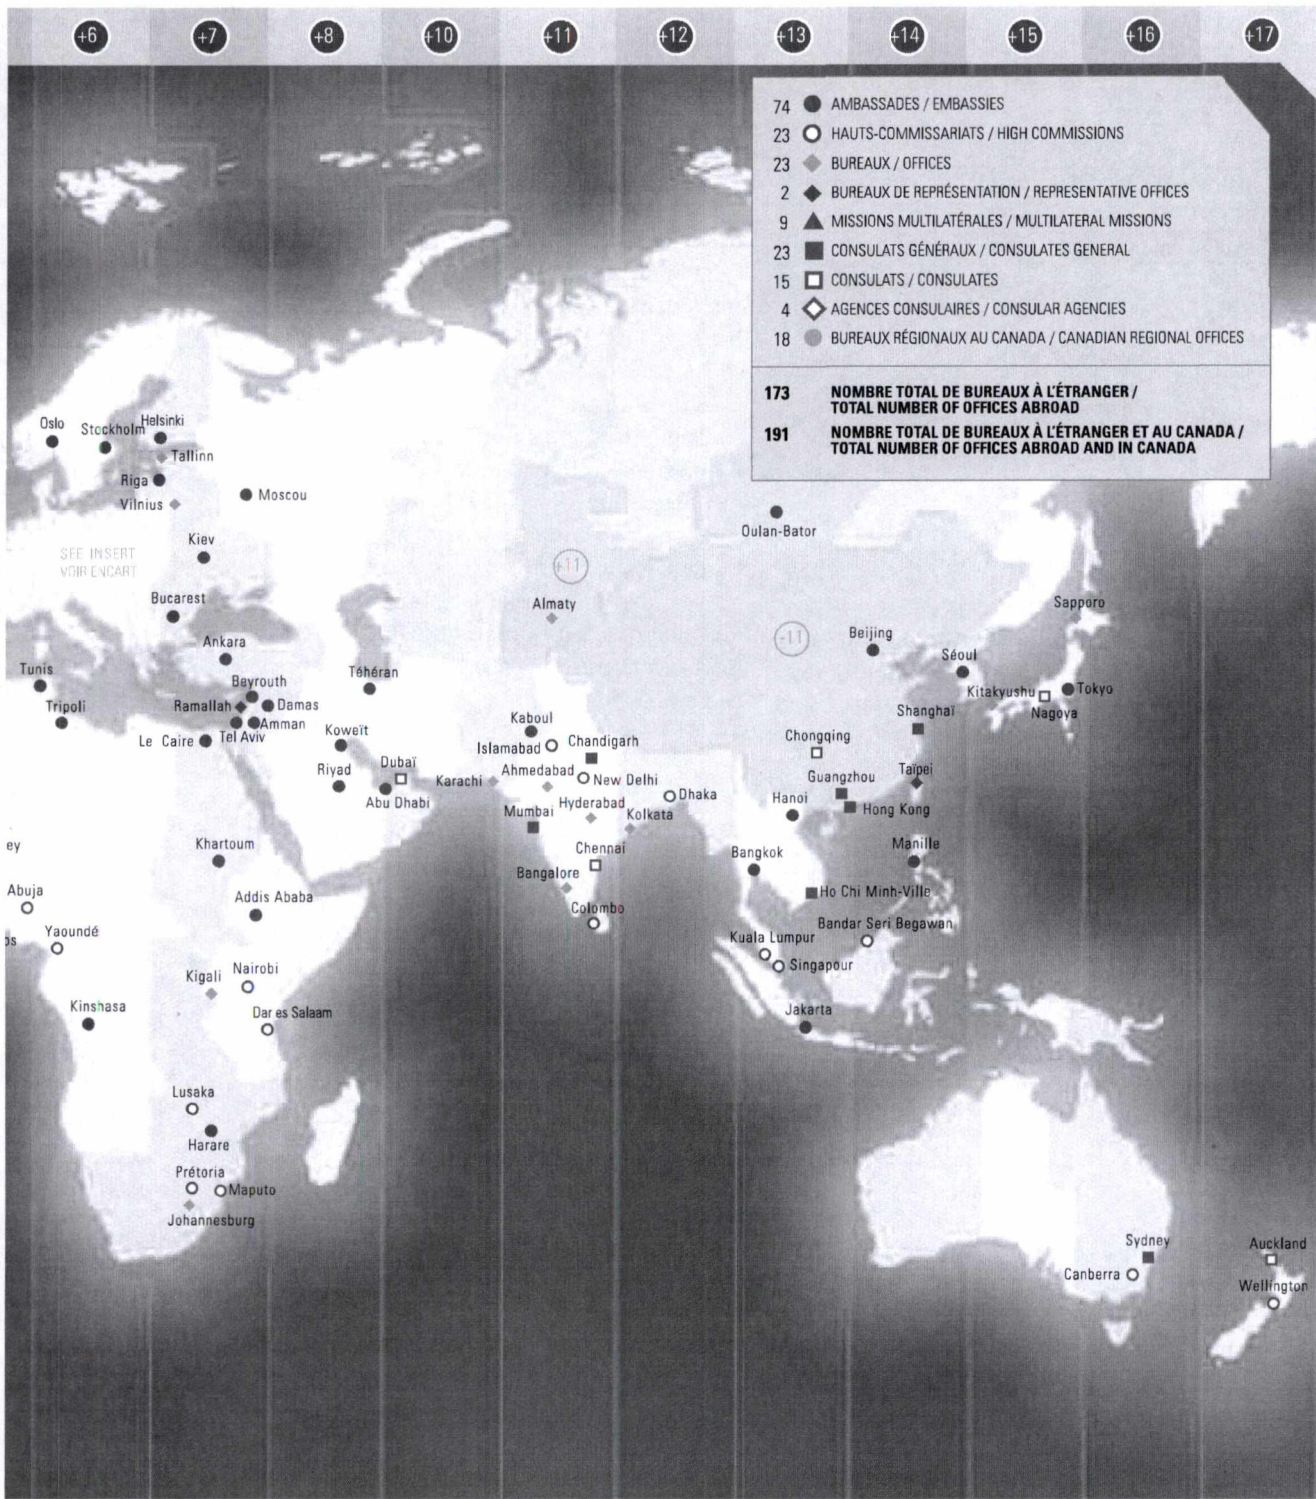 +6 +7 +8 +10 +11 +12 +13 +14 +15 +16 +17
74 AMBASSADES / EMBASSIES
23 HAUTS-COMMISSARIATS / HIGH COMMISSIONS
23 BUREAUX / OFFICES
2 BUREAUX DE REPRÉSENTATION / REPRESENTATIVE OFFICES
9 MISSIONS MULTILATÉRALES / MULTILATERAL MISSIONS
23 CONSULATS GÉNÉRAUX / CONSULATES GENERAL
15 CONSULATS / CONSULATES
4 AGENCES CONSULAIRES / CONSULAR AGENCIES
18 BUREAUX RÉGIONAUX AU CANADA / CANADIAN REGIONAL OFFICES
173 NOMBRE TOTAL DE BUREAUX À L'ÉTRANGER /
TOTAL NUMBER OF OFFICES ABROAD
191 NOMBRE TOTAL DE BUREAUX À L'ÉTRANGER ET AU CANADA /
TOTAL NUMBER OF OFFICES ABROAD AND IN CANADA
Oslo
Stockholm
Helsinki
Tallinn
Riga
Vilnius
Moscou
Oulan-Bator
Kiev
SEE INSERT
VOIR ENCART
+11
Bucarest
Almaty
Sapporo
-11
Beijing
Ankara
Séoul
Tunis
Téhéran
Beyrouth
Kitakyushu
Tokyo
Ramallah
Damas
Nagoya
Tripoli
Tel Aviv
Amman
Shanghaï
Kaboul
Le Caire
Koweït
Islamabad
Chandigarh
Chongqing
Dubaï
Riyad
Abu Dhabi
Karachi
Ahmedabad
New Delhi
Guangzhou
Taïpei
Dhaka
Hyderabad
Hanoi
Hong Kong
Mumbai
Kolkata
ey
Khartoum
Chennai
Bangkok
Manille
Bangalore
Abuja
Addis Ababa
Ho Chi Minh-Ville
Colombo
Bandar Seri Begawan
os
Yaoundé
Kuala Lumpur
Singapour
Kigali
Nairobi
Kinshasa
Dar es Salaam
Jakarta
Lusaka
Harare
Prétoria
Maputo
Johannesburg
Sydney
Auckland
Canberra
Wellington